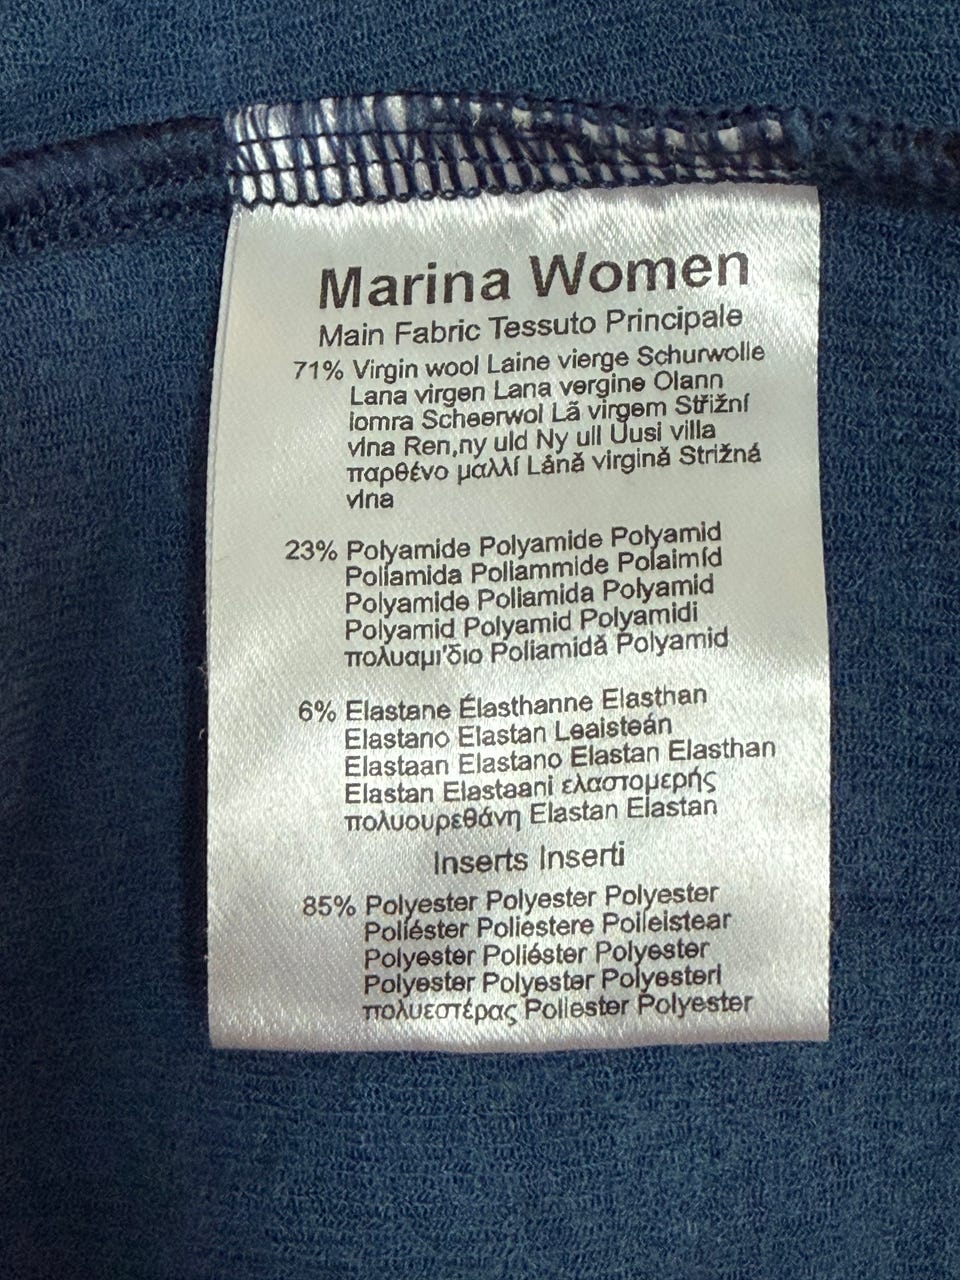 Marina Women
Main Fabric Tessuto Principale
71% Virgin wool Laine vierge Schurwolle
Lana virgen Lana vergine Olann
lomra Scheerwol Lã virgem Střižní
vlna Ren,ny uld Ny ull Uusi villa
παρθένο μαλλί Lână virgină Strižná
vlna
23% Polyamide Polyamide Polyamid
Poliamida Poliammide Polaimíd
Polyamide Poliamida Polyamid
Polyamid Polyamid Polyamidi
πολυαμι'διο Poliamidă Polyamid
6% Elastane Élasthanne Elasthan
Elastano Elastan Leaisteán
Elastaan Elastano Elastan Elasthan
Elastan Elastaani ελαστομερής
πολυουρεθάνη Elastan Elastan
Inserts Inserti
85% Polyester Polyester Polyester
Poliéster Poliestere Poileistear
Polyester Poliéster Polyester
Polyester Polyester Polyesteri
πολυεστέρας Poliester Polyester